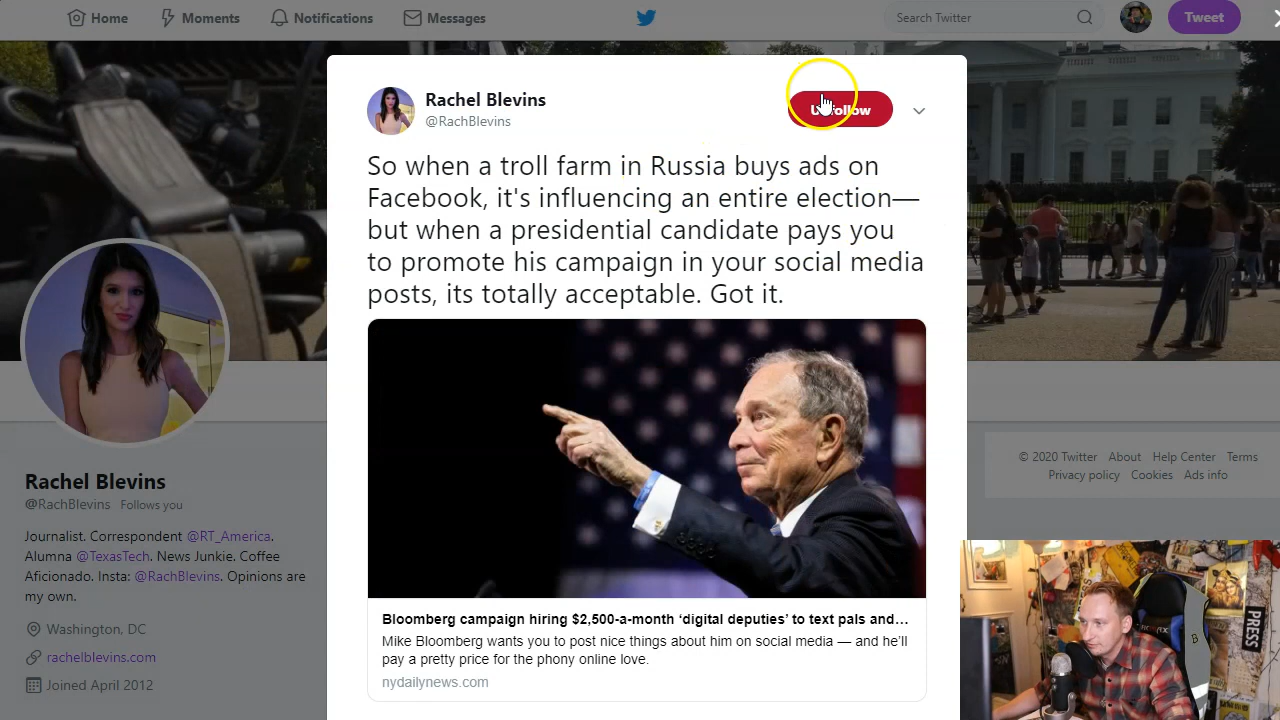 Home Moments Notifications Messages Search Twitter Tweet
Rachel Blevins
@RachBlevins
So when a troll farm in Russia buys ads on
Facebook, it's influencing an entire election—
but when a presidential candidate pays you
to promote his campaign in your social media
posts, its totally acceptable. Got it.
Bloomberg campaign hiring $2,500-a-month ‘digital deputies’ to text pals and…
Mike Bloomberg wants you to post nice things about him on social media — and he’ll
pay a pretty price for the phony online love.
nydailynews.com
Rachel Blevins
@RachBlevins Follows you
Journalist. Correspondent @RT_America.
Alumna @TexasTech. News Junkie. Coffee
Aficionado. Insta: @RachBlevins. Opinions are
my own.
Washington, DC
rachelblevins.com
Joined April 2012
© 2020 Twitter About Help Center Terms
Privacy policy Cookies Ads info
PRESS
B